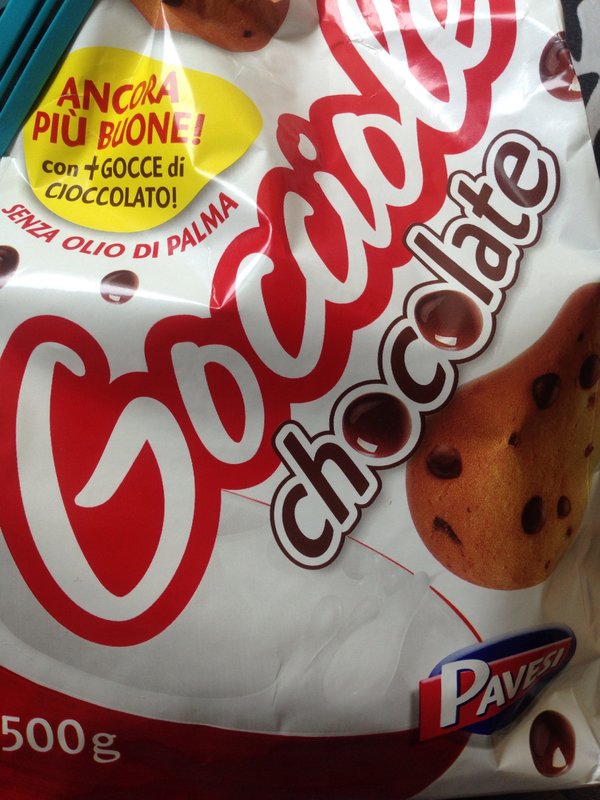 ANCORA
PIÙ BUONE!
con + GOCCE di
CIOCCOLATO!
SENZA OLIO DI PALMA
Gocciole
chocolate
PAVESI
500g